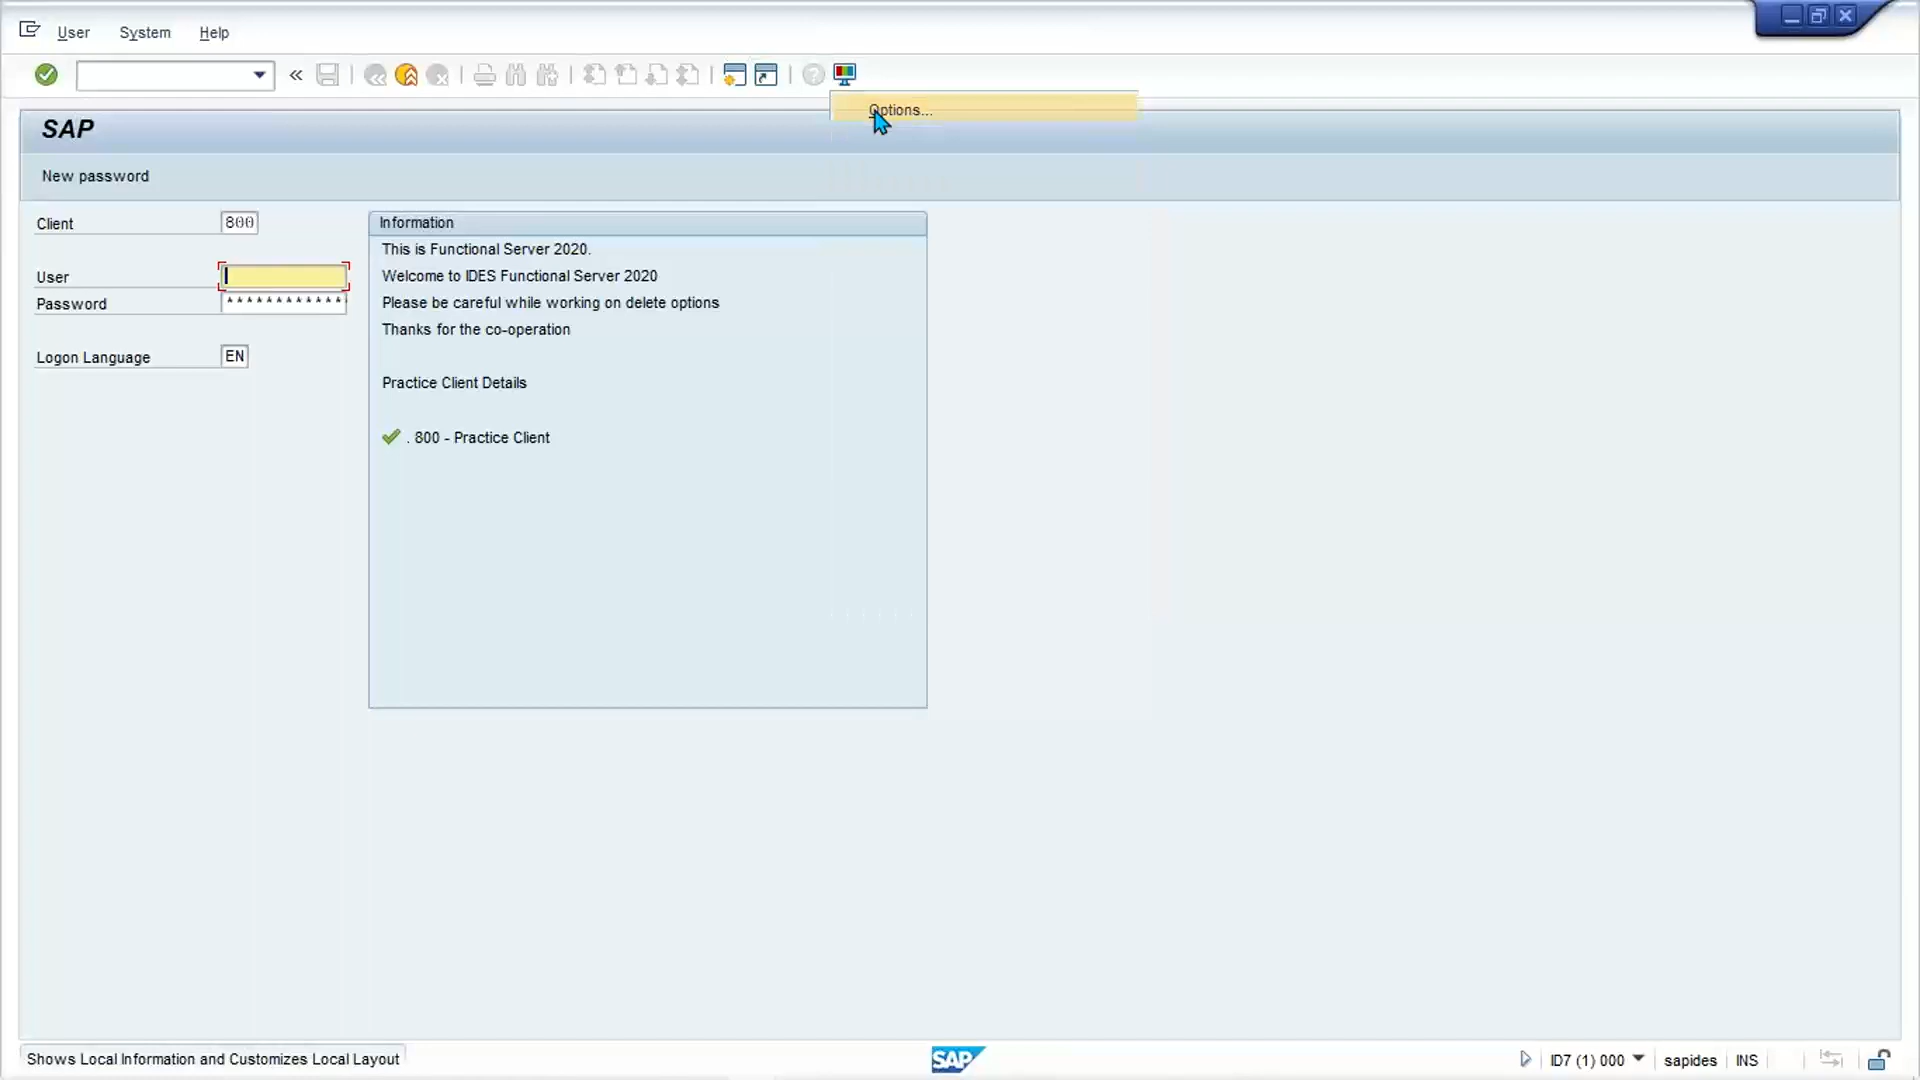 User System Help
Options...
SAP
New password
Client 800
User
Password ************
Logon Language EN
Information
This is Functional Server 2020.
Welcome to IDES Functional Server 2020
Please be careful while working on delete options
Thanks for the co-operation
Practice Client Details
. 800 - Practice Client
Shows Local Information and Customizes Local Layout
SAP
ID7 (1) 000 sapides INS